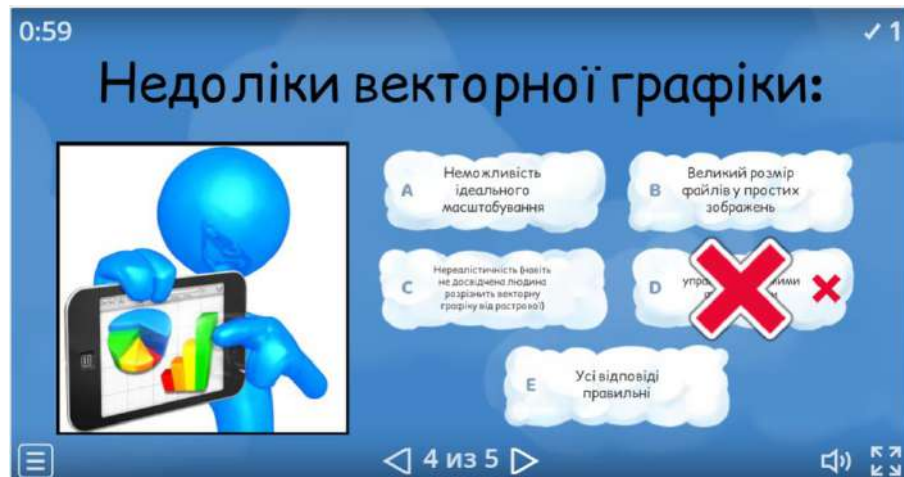 0:59
✓ 1
Недоліки векторної графіки:
A
Неможливість
ідеального
масштабування
B
Великий розмір
файлів у простих
зображень
C
Нереалістичність (навіть
не досвідчена людина
розрізнить векторну
графіку від растрової)
D
E
Усі відповіді
правильні
4 из 5